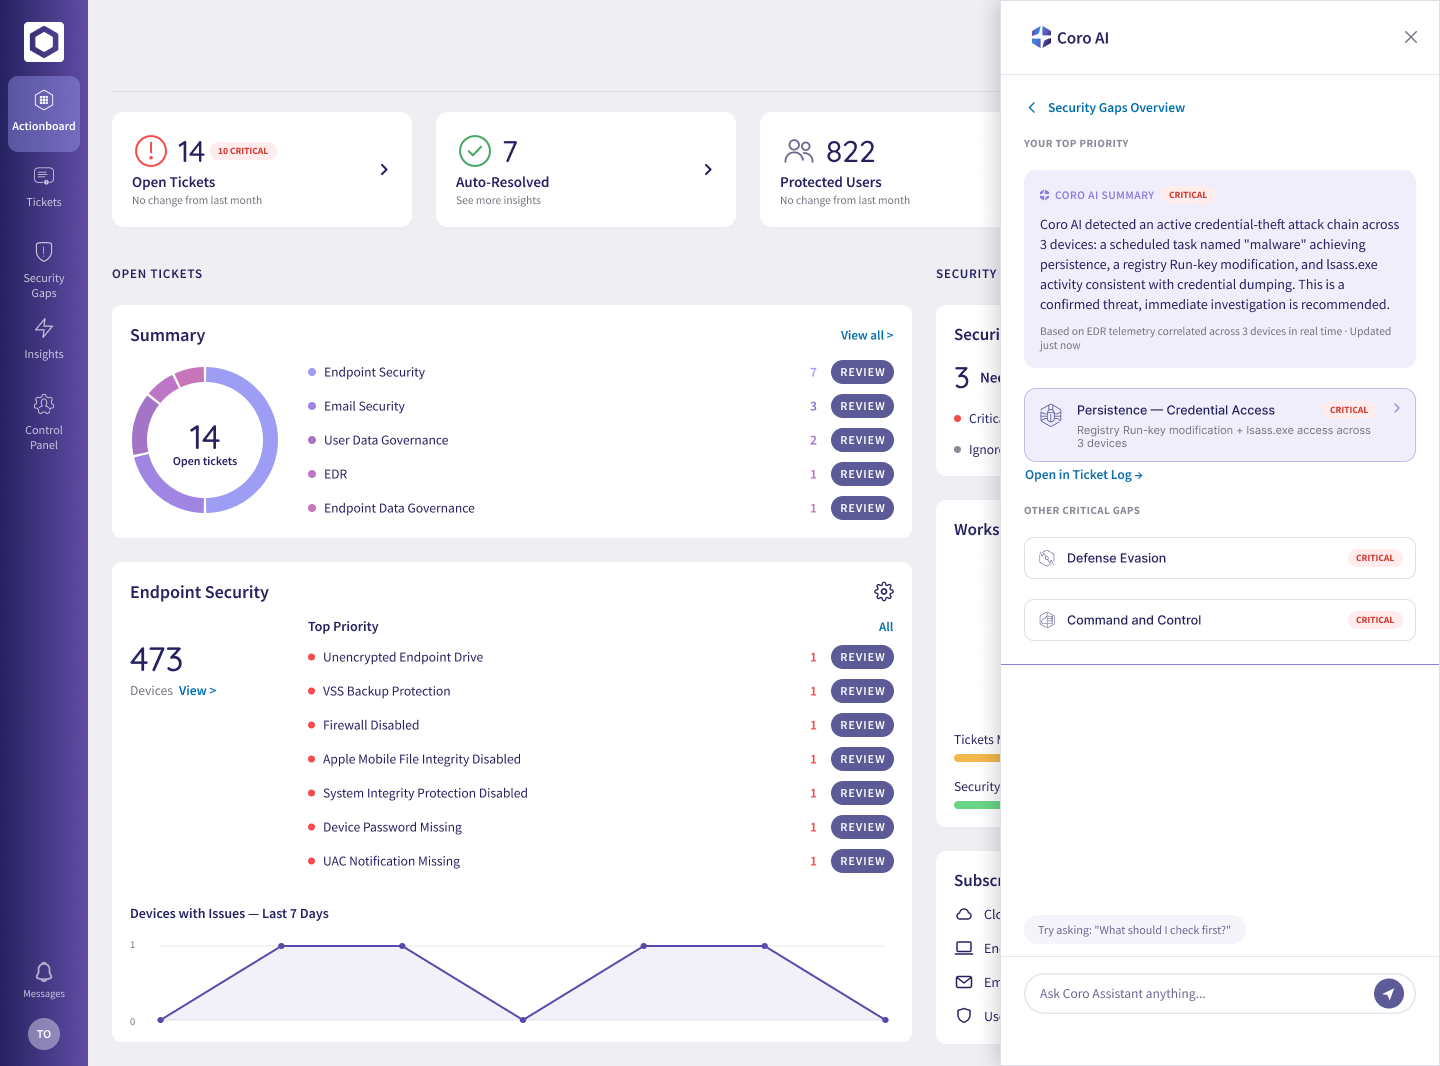 Actionboard
Tickets
Security
Gaps
Insights
Control
Panel
Messages
TO
14
10 CRITICAL
Open Tickets
No change from last month
7
Auto-Resolved
See more insights
822
Protected Users
No change from last month
OPEN TICKETS
Summary
View all >
14
Open tickets
Endpoint Security 7 REVIEW
Email Security 3 REVIEW
User Data Governance 2 REVIEW
EDR 1 REVIEW
Endpoint Data Governance 1 REVIEW
Endpoint Security
473
Devices View >
Top Priority
All
Unencrypted Endpoint Drive 1 REVIEW
VSS Backup Protection 1 REVIEW
Firewall Disabled 1 REVIEW
Apple Mobile File Integrity Disabled 1 REVIEW
System Integrity Protection Disabled 1 REVIEW
Device Password Missing 1 REVIEW
UAC Notification Missing 1 REVIEW
Devices with Issues — Last 7 Days
1
0
SECURITY
3
Tickets
Security
Coro AI
Security Gaps Overview
YOUR TOP PRIORITY
CORO AI SUMMARY
CRITICAL
Coro AI detected an active credential-theft attack chain across
3 devices: a scheduled task named "malware" achieving
persistence, a registry Run-key modification, and lsass.exe
activity consistent with credential dumping. This is a
confirmed threat, immediate investigation is recommended.
Based on EDR telemetry correlated across 3 devices in real time · Updated
just now
Persistence — Credential Access
CRITICAL
Registry Run-key modification + lsass.exe access across
3 devices
Open in Ticket Log →
OTHER CRITICAL GAPS
Defense Evasion
CRITICAL
Command and Control
CRITICAL
Try asking: "What should I check first?"
Ask Coro Assistant anything...